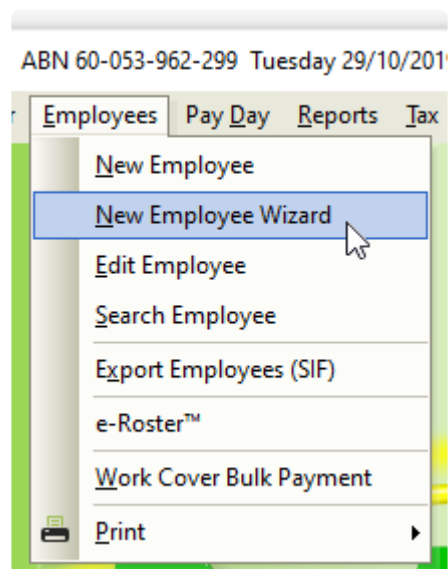 ABN 60-053-962-299 Tuesday 29/10/201
Employees Pay Day Reports Tax
New Employee
New Employee Wizard
Edit Employee
Search Employee
Export Employees (SIF)
e-Roster™
Work Cover Bulk Payment
Print